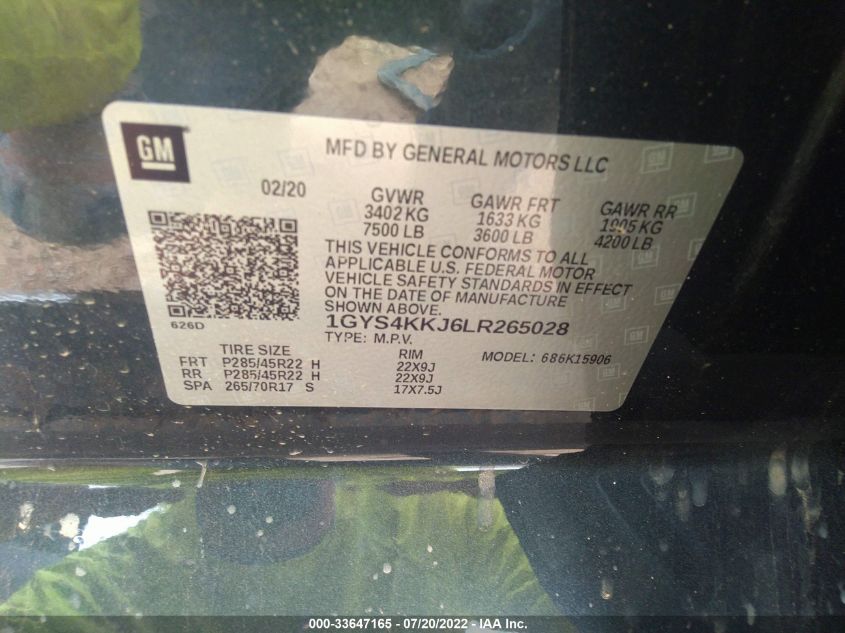 GM
MFD BY GENERAL MOTORS LLC
02/20 GVWR GAWR FRT GAWR RR
3402 KG 1633 KG 1905 KG
7500 LB 3600 LB 4200 LB
THIS VEHICLE CONFORMS TO ALL
APPLICABLE U.S. FEDERAL MOTOR
VEHICLE SAFETY STANDARDS IN EFFECT
ON THE DATE OF MANUFACTURE
SHOWN ABOVE.
626D 1GYS4KKJ6LR265028
TYPE: M.P.V. MODEL: 686K15906
TIRE SIZE RIM
FRT P285/45R22 H 22X9J
RR P285/45R22 H 22X9J
SPA 265/70R17 S 17X7.5J
000-33647165 - 07/20/2022 - IAA Inc.